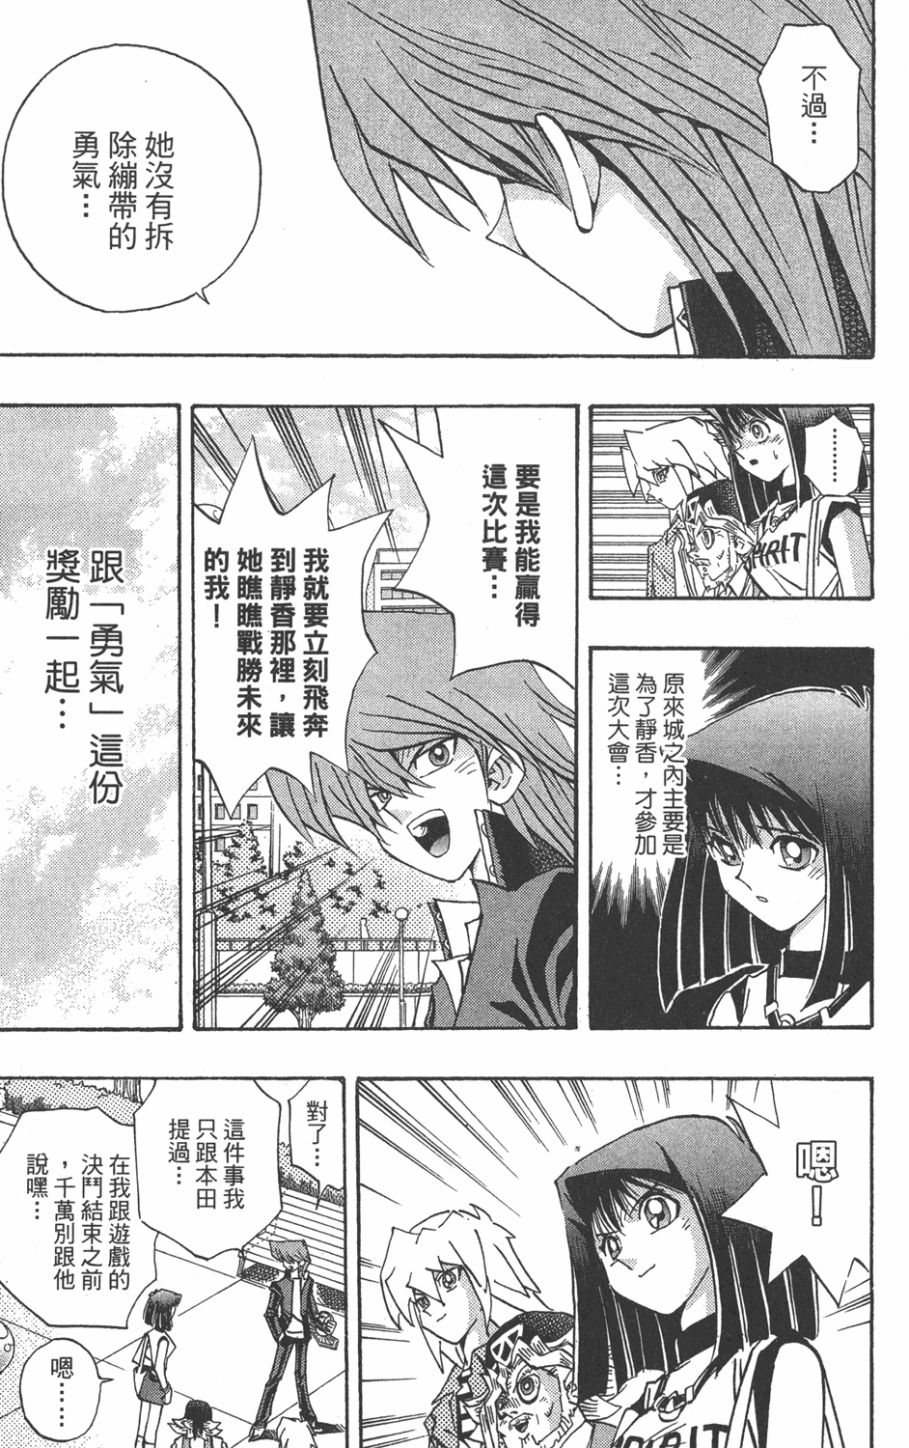 不過…
她沒有拆
除繃帶的
勇氣…
………
SPIRIT
原來城之內主要是
為了靜香，才參加
這次大會…
要是我能贏得
這次比賽…
我就要立刻飛奔
到靜香那裡，讓
她瞧瞧戰勝未來
的我！
跟「勇氣」這份
獎勵一起…
嗯！
SPIRIT
對了…
這件事我
只跟本田
提過…
在我跟遊戲的
決鬥結束之前
，千萬別跟他
說嘿…
嗯……